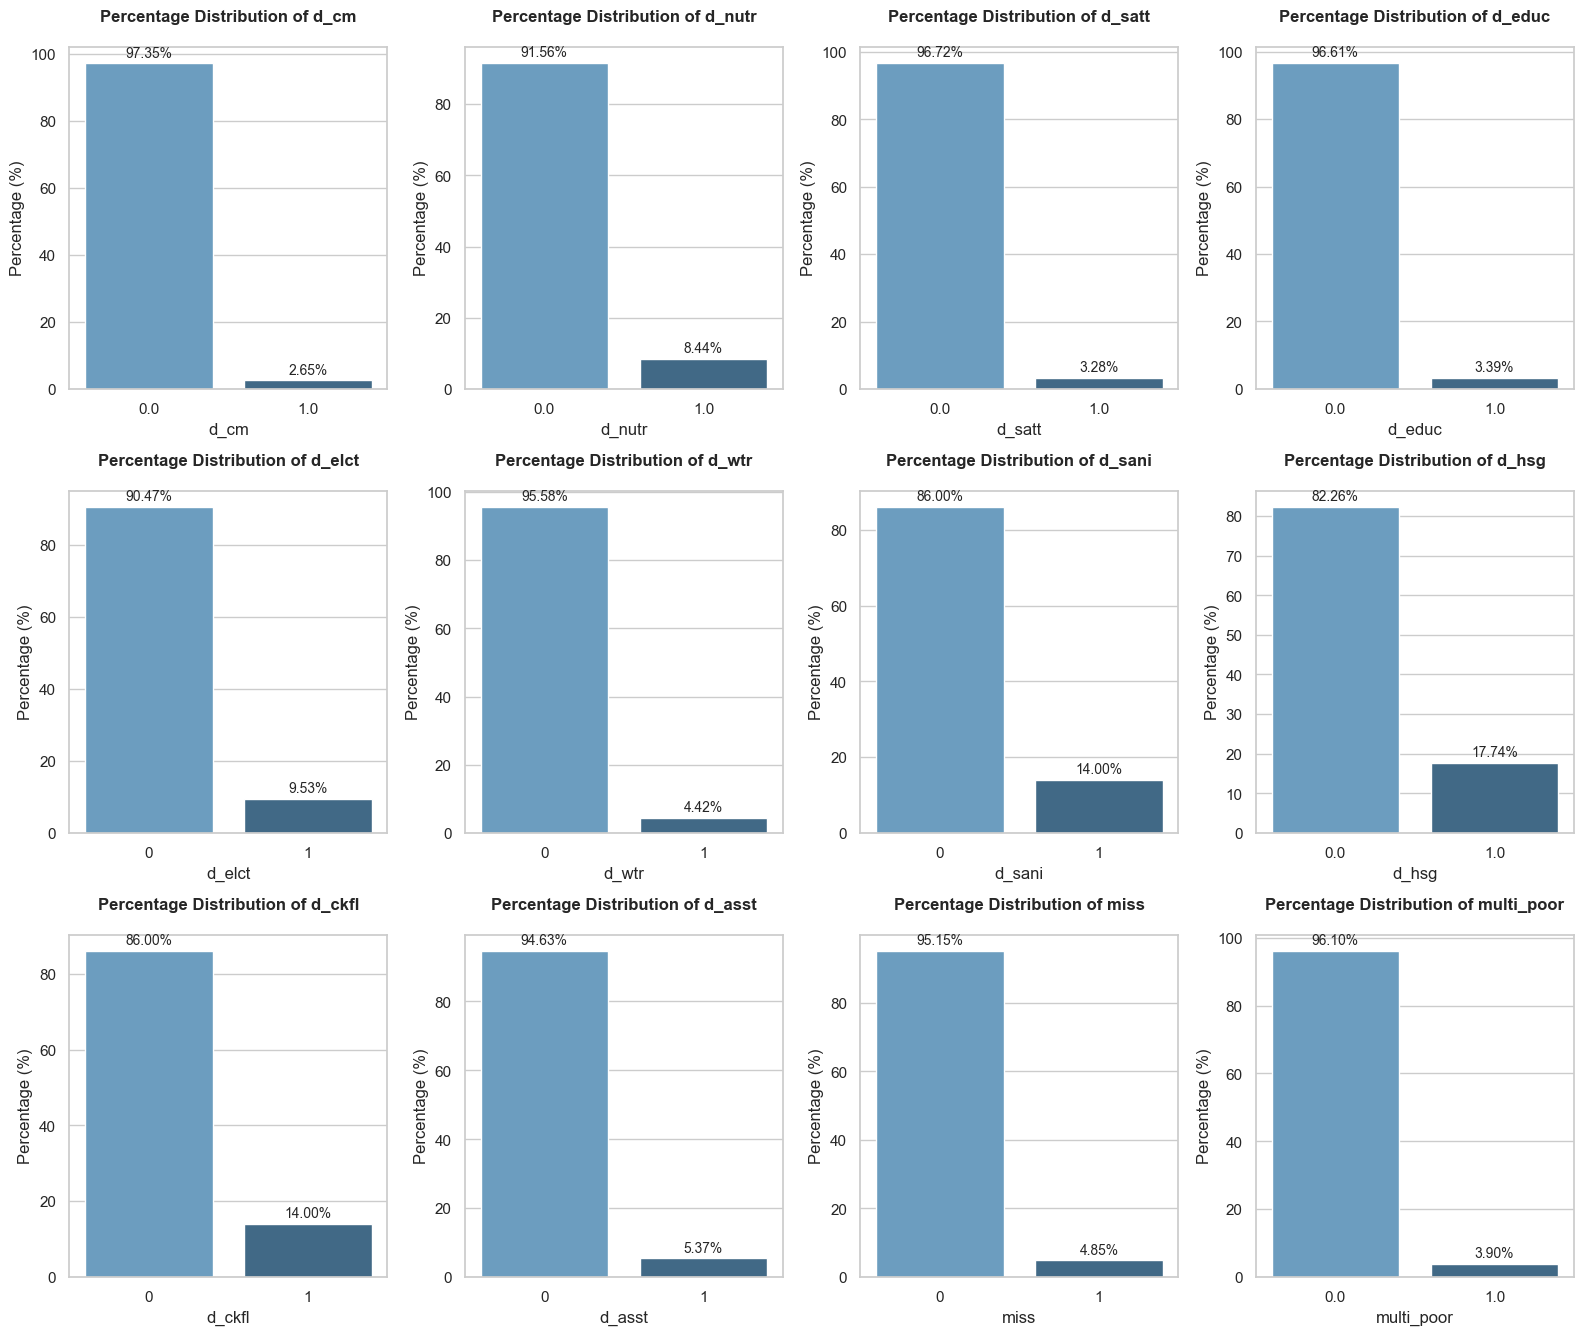 Percentage Distribution of d_cm
97.35%
2.65%
100
80
60
40
20
0
Percentage (%)
0.0 1.0
d_cm
Percentage Distribution of d_nutr
91.56%
8.44%
80
60
40
20
0
Percentage (%)
0.0 1.0
d_nutr
Percentage Distribution of d_satt
96.72%
3.28%
100
80
60
40
20
0
Percentage (%)
0.0 1.0
d_satt
Percentage Distribution of d_educ
96.61%
3.39%
100
80
60
40
20
0
Percentage (%)
0.0 1.0
d_educ
Percentage Distribution of d_elct
90.47%
9.53%
80
60
40
20
0
Percentage (%)
0 1
d_elct
Percentage Distribution of d_wtr
95.58%
4.42%
100
80
60
40
20
0
Percentage (%)
0 1
d_wtr
Percentage Distribution of d_sani
86.00%
14.00%
80
60
40
20
0
Percentage (%)
0 1
d_sani
Percentage Distribution of d_hsg
82.26%
17.74%
80
70
60
50
40
30
20
10
0
Percentage (%)
0.0 1.0
d_hsg
Percentage Distribution of d_ckfl
86.00%
14.00%
80
60
40
20
0
Percentage (%)
0 1
d_ckfl
Percentage Distribution of d_asst
94.63%
5.37%
80
60
40
20
0
Percentage (%)
0 1
d_asst
Percentage Distribution of miss
95.15%
4.85%
80
60
40
20
0
Percentage (%)
0 1
miss
Percentage Distribution of multi_poor
96.10%
3.90%
100
80
60
40
20
0
Percentage (%)
0.0 1.0
multi_poor